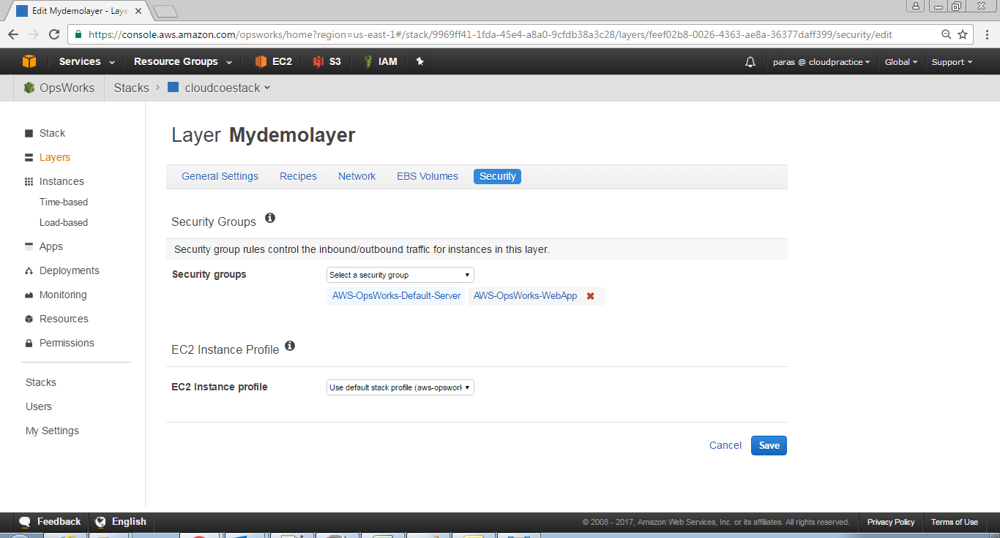 Edit Mydemolayer - Laye
https://console.aws.amazon.com/opsworks/home?region=us-east-1#/stack/9969ff41-1fda-45e4-a8a0-9cfdb38a3c28/layers/feef02b8-0026-4363-ae8a-36377daff399/security/edit
Services Resource Groups EC2 S3 IAM paras @ cloudpractice Global Support
OpsWorks Stacks > cloudcoestack
Stack
Layers
Instances
Time-based
Load-based
Apps
Deployments
Monitoring
Resources
Permissions
Stacks
Users
My Settings
Layer Mydemolayer
General Settings Recipes Network EBS Volumes Security
Security Groups
Security group rules control the inbound/outbound traffic for instances in this layer.
Security groups Select a security group
AWS-OpsWorks-Default-Server AWS-OpsWorks-WebApp
EC2 Instance Profile
EC2 Instance profile Use default stack profile (aws-opswork
Cancel Save
Feedback English © 2008 - 2017, Amazon Web Services, Inc. or its affiliates. All rights reserved. Privacy Policy Terms of Use